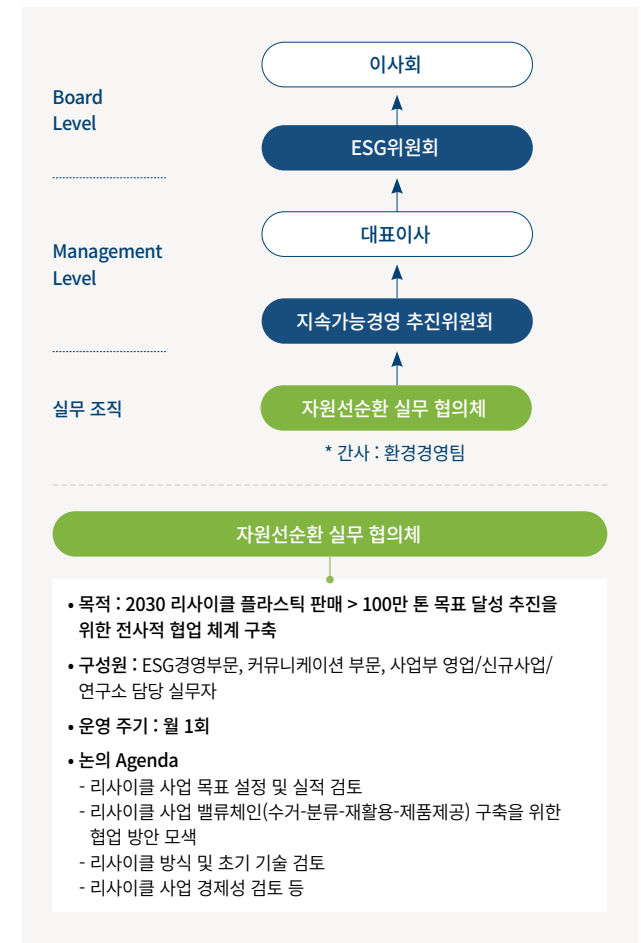 이사회
Board
Level
ESG위원회
대표이사
Management
Level
지속가능경영 추진위원회
실무 조직
자원선순환 실무 협의체
* 간사 : 환경경영팀
자원선순환 실무 협의체
• 목적 : 2030 리사이클 플라스틱 판매 > 100만 톤 목표 달성 추진을
위한 전사적 협업 체계 구축
• 구성원 : ESG경영부문, 커뮤니케이션 부문, 사업부 영업/신규사업/
연구소 담당 실무자
• 운영 주기 : 월 1회
• 논의 Agenda
- 리사이클 사업 목표 설정 및 실적 검토
- 리사이클 사업 밸류체인(수거-분류-재활용-제품제공) 구축을 위한
협업 방안 모색
- 리사이클 방식 및 초기 기술 검토
- 리사이클 사업 경제성 검토 등